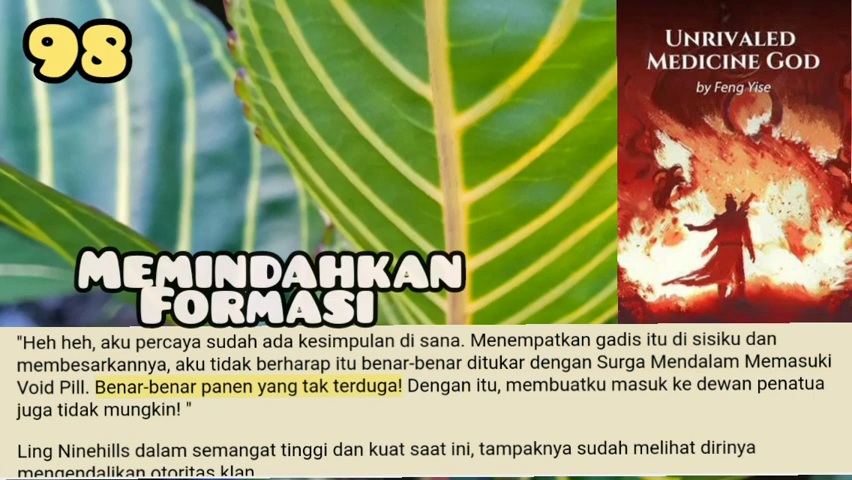 98
UNRIVALED
MEDICINE GOD
by Feng Yise
MEMINDAHKAN
FORMASI
"Heh heh, aku percaya sudah ada kesimpulan di sana. Menempatkan gadis itu di sisiku dan
membesarkannya, aku tidak berharap itu benar-benar ditukar dengan Surga Mendalam Memasuki
Void Pill. Benar-benar panen yang tak terduga! Dengan itu, membuatku masuk ke dewan penatua
juga tidak mungkin! "
Ling Ninehills dalam semangat tinggi dan kuat saat ini, tampaknya sudah melihat dirinya
mengendalikan otoritas klan